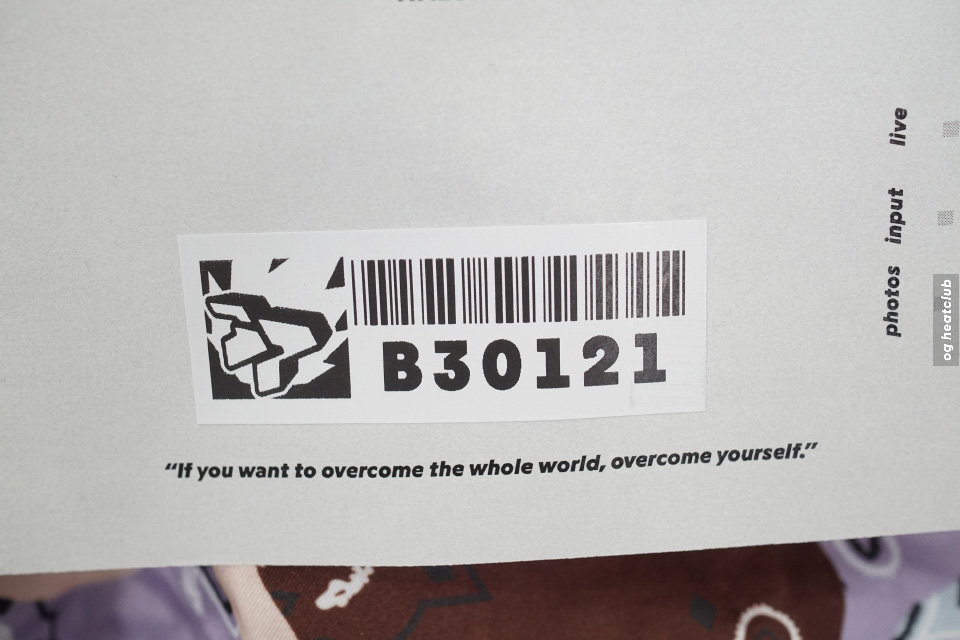 B30121
“If you want to overcome the whole world, overcome yourself.”
photos input live
og heatclub